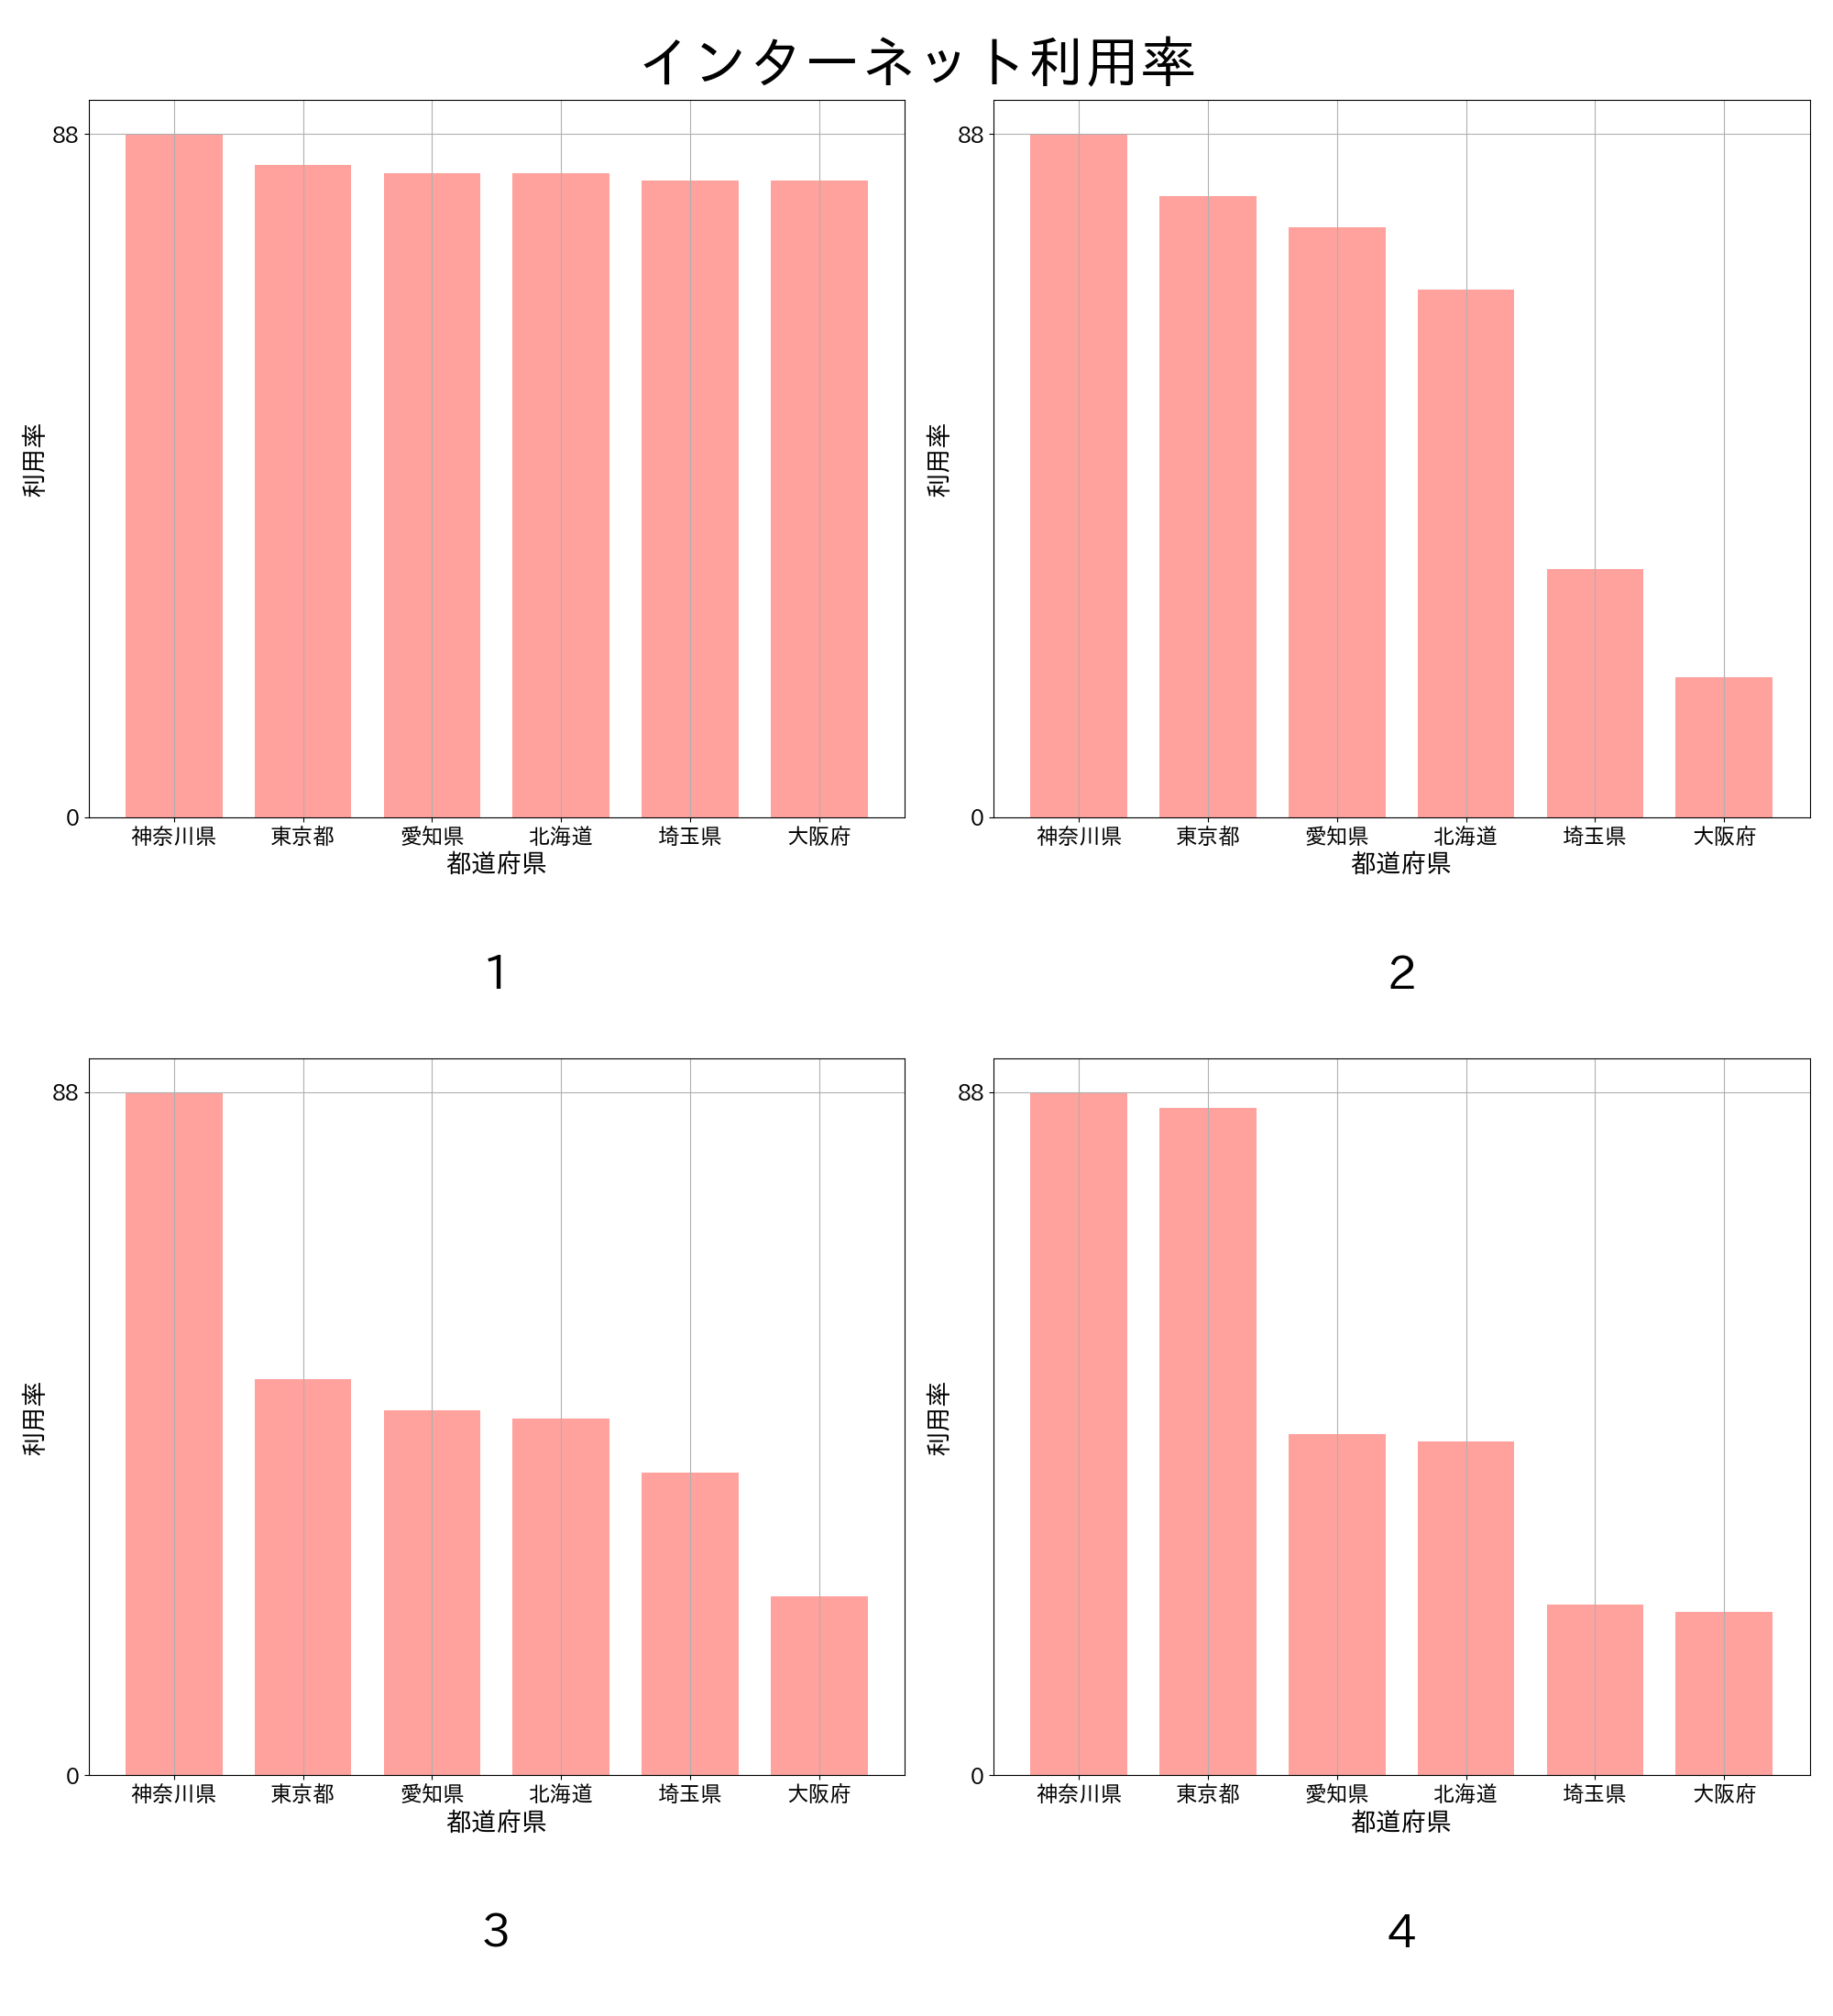 インターネット利用率
88
0
利用率
神奈川県 東京都 愛知県 北海道 埼玉県 大阪府
都道府県
1
88
0
利用率
神奈川県 東京都 愛知県 北海道 埼玉県 大阪府
都道府県
2
88
0
利用率
神奈川県 東京都 愛知県 北海道 埼玉県 大阪府
都道府県
3
88
0
利用率
神奈川県 東京都 愛知県 北海道 埼玉県 大阪府
都道府県
4